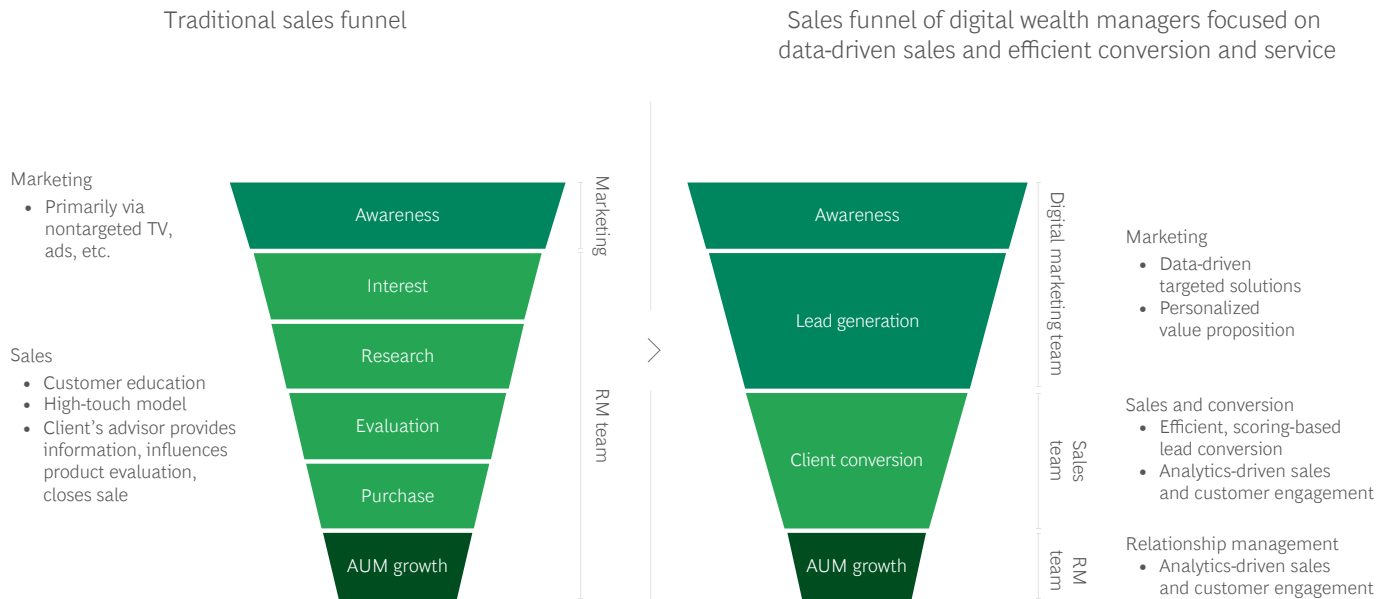 Traditional sales funnel
Marketing
• Primarily via
nontargeted TV,
ads, etc.
Sales
• Customer education
• High-touch model
• Client’s advisor provides
information, influences
product evaluation,
closes sale
Awareness
Interest
Research
Evaluation
Purchase
AUM growth
Marketing
RM team
Sales funnel of digital wealth managers focused on
data-driven sales and efficient conversion and service
Awareness
Lead generation
Client conversion
AUM growth
Digital marketing team
Sales
team
RM
team
Marketing
• Data-driven
targeted solutions
• Personalized
value proposition
Sales and conversion
• Efficient, scoring-based
lead conversion
• Analytics-driven sales
and customer engagement
Relationship management
• Analytics-driven sales
and customer engagement